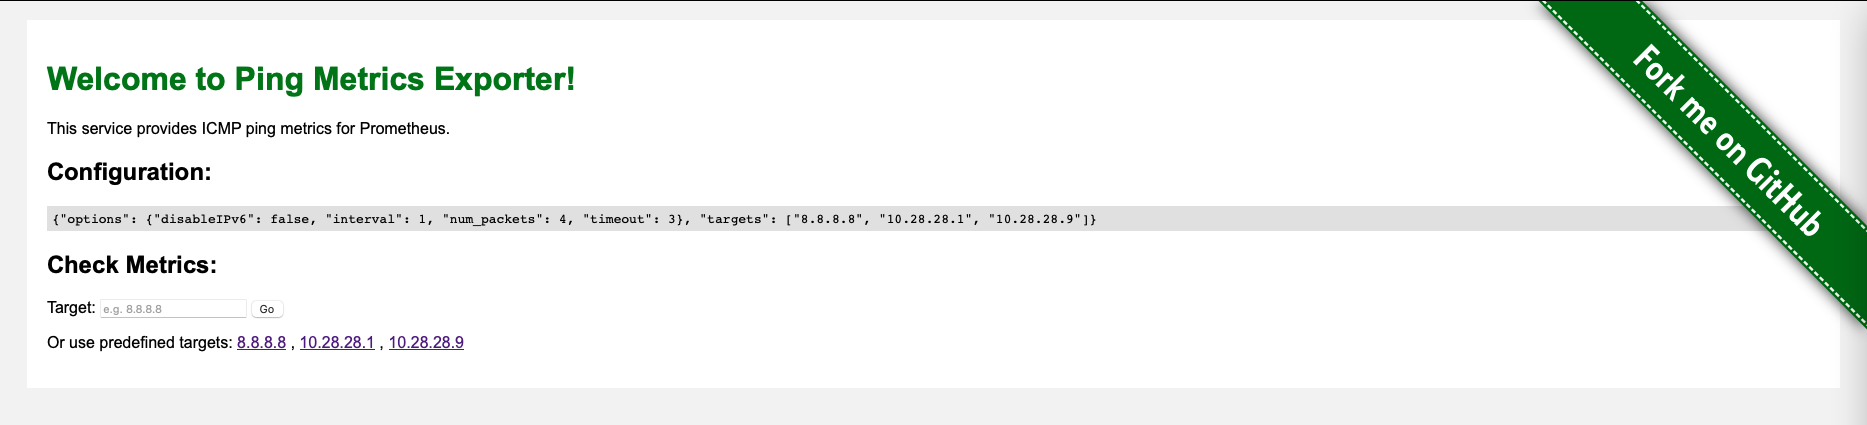 Welcome to Ping Metrics Exporter!
This service provides ICMP ping metrics for Prometheus.
Configuration:
{"options": {"disableIPv6": false, "interval": 1, "num_packets": 4, "timeout": 3}, "targets": ["8.8.8.8", "10.28.28.1", "10.28.28.9"]}
Check Metrics:
Target: e.g. 8.8.8.8 Go
Or use predefined targets: 8.8.8.8 , 10.28.28.1 , 10.28.28.9
Fork me on GitHub